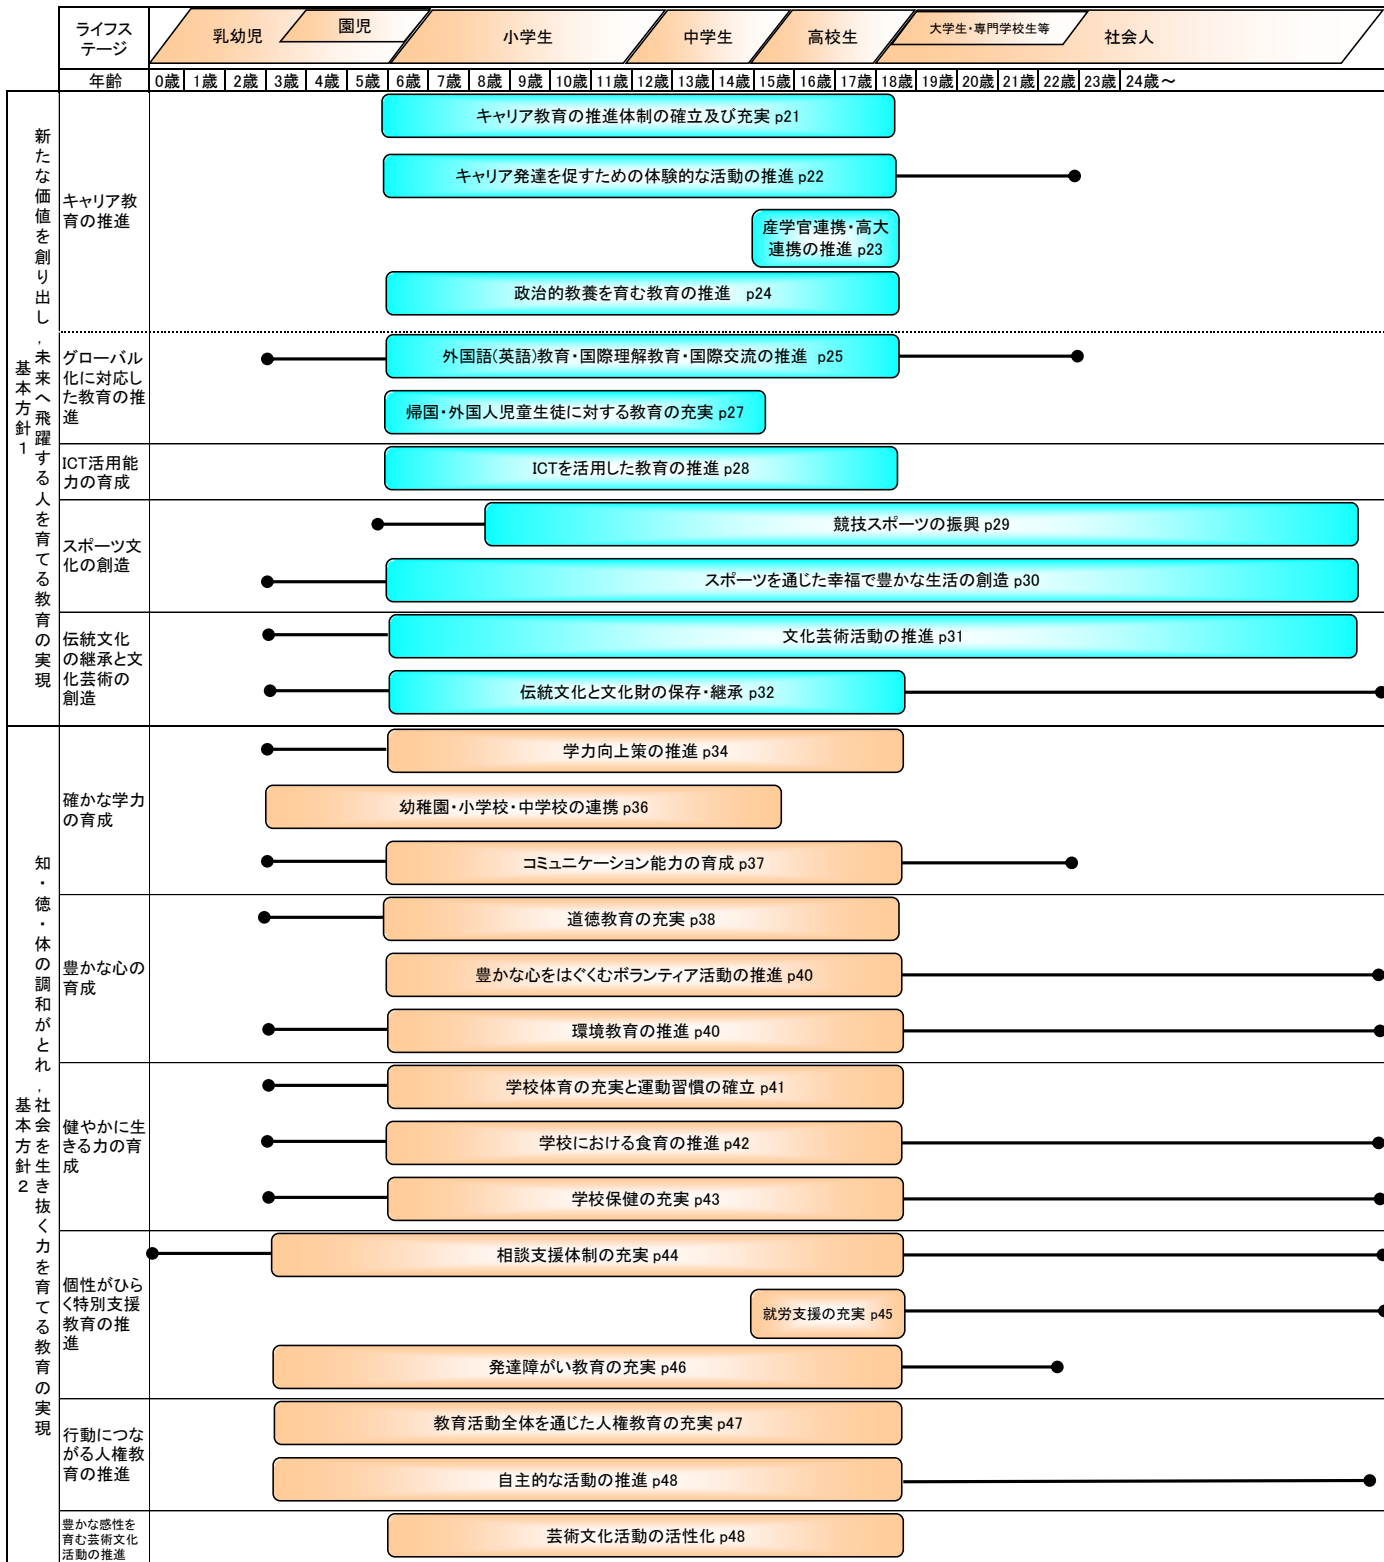 ライフス
テージ
乳幼児
園児
小学生
中学生
高校生
大学生・専門学校生等
社会人
年齢
0歳 1歳 2歳 3歳 4歳 5歳 6歳 7歳 8歳 9歳 10歳 11歳 12歳 13歳 14歳 15歳 16歳 17歳 18歳 19歳 20歳 21歳 22歳 23歳 24歳～
基本方針1
新たな価値を創り出し，未来へ飛躍する人を育てる教育の実現
キャリア教
育の推進
キャリア教育の推進体制の確立及び充実 p21
キャリア発達を促すための体験的な活動の推進 p22
産学官連携・高大
連携の推進 p23
政治的教養を育む教育の推進　p24
グローバル
化に対応し
た教育の推
進
外国語(英語)教育・国際理解教育・国際交流の推進 p25
帰国・外国人児童生徒に対する教育の充実 p27
ICT活用能
力の育成
ICTを活用した教育の推進 p28
スポーツ文
化の創造
競技スポーツの振興 p29
スポーツを通じた幸福で豊かな生活の創造 p30
伝統文化
の継承と文
化芸術の
創造
文化芸術活動の推進 p31
伝統文化と文化財の保存・継承 p32
基本方針2
知・徳・体の調和がとれ，社会を生き抜く力を育てる教育の実現
確かな学力
の育成
学力向上策の推進 p34
幼稚園・小学校・中学校の連携 p36
コミュニケーション能力の育成 p37
豊かな心の
育成
道徳教育の充実 p38
豊かな心をはぐくむボランティア活動の推進 p40
環境教育の推進 p40
健やかに生
きる力の育
成
学校体育の充実と運動習慣の確立 p41
学校における食育の推進 p42
学校保健の充実 p43
個性がひら
く特別支援
教育の推
進
相談支援体制の充実 p44
就労支援の充実 p45
発達障がい教育の充実 p46
行動につな
がる人権教
育の推進
教育活動全体を通じた人権教育の充実 p47
自主的な活動の推進 p48
豊かな感性を
育む芸術文化
活動の推進
芸術文化活動の活性化 p48